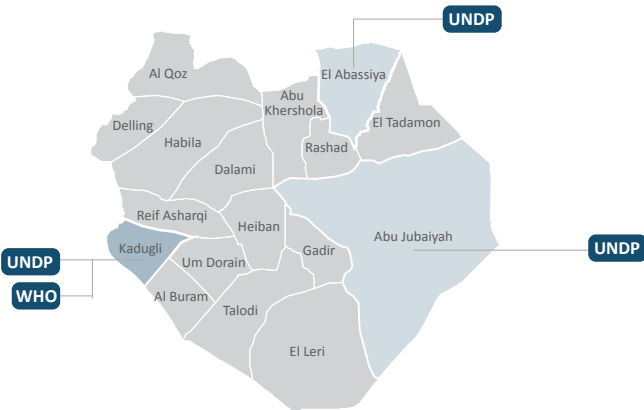 UNDP
Al Qoz
El Abassiya
Abu
Khershola
Delling
El Tadamon
Habila
Rashad
Dalami
Reif Asharqi
Heiban
Abu Jubaiyah
Kadugli
Gadir
UNDP
UNDP
Um Dorain
WHO
Al Buram
Talodi
El Leri